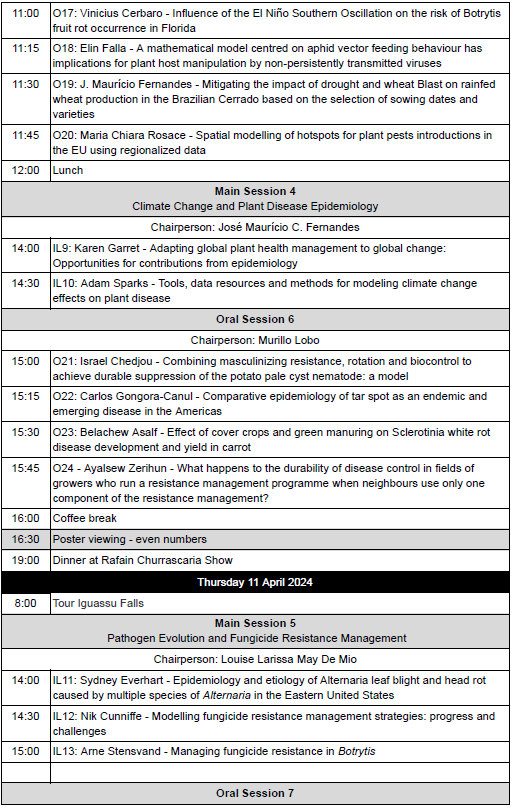 11:00 O17: Vinicius Cerbaro - Influence of the El Niño Southern Oscillation on the risk of Botrytis
fruit rot occurrence in Florida
11:15 O18: Elin Falla - A mathematical model centred on aphid vector feeding behaviour has
implications for plant host manipulation by non-persistently transmitted viruses
11:30 O19: J. Maurício Fernandes - Mitigating the impact of drought and wheat Blast on rainfed
wheat production in the Brazilian Cerrado based on the selection of sowing dates and
varieties
11:45 O20: Maria Chiara Rosace - Spatial modelling of hotspots for plant pests introductions in
the EU using regionalized data
12:00 Lunch
Main Session 4
Climate Change and Plant Disease Epidemiology
Chairperson: José Maurício C. Fernandes
14:00 IL9: Karen Garret - Adapting global plant health management to global change:
Opportunities for contributions from epidemiology
14:30 IL10: Adam Sparks - Tools, data resources and methods for modeling climate change
effects on plant disease
Oral Session 6
Chairperson: Murillo Lobo
15:00 O21: Israel Chedjou - Combining masculinizing resistance, rotation and biocontrol to
achieve durable suppression of the potato pale cyst nematode: a model
15:15 O22: Carlos Gongora-Canul - Comparative epidemiology of tar spot as an endemic and
emerging disease in the Americas
15:30 O23: Belachew Asalf - Effect of cover crops and green manuring on Sclerotinia white rot
disease development and yield in carrot
15:45 O24 - Ayalsew Zerihun - What happens to the durability of disease control in fields of
growers who run a resistance management programme when neighbours use only one
component of the resistance management?
16:00 Coffee break
16:30 Poster viewing - even numbers
19:00 Dinner at Rafain Churrascaria Show
Thursday 11 April 2024
8:00 Tour Iguassu Falls
Main Session 5
Pathogen Evolution and Fungicide Resistance Management
Chairperson: Louise Larissa May De Mio
14:00 IL11: Sydney Everhart - Epidemiology and etiology of Alternaria leaf blight and head rot
caused by multiple species of Alternaria in the Eastern United States
14:30 IL12: Nik Cunniffe - Modelling fungicide resistance management strategies: progress and
challenges
15:00 IL13: Arne Stensvand - Managing fungicide resistance in Botrytis
Oral Session 7